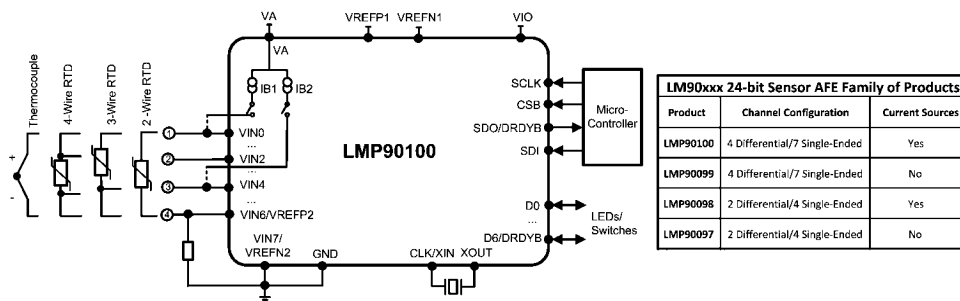 VA
VREFP1 VREFN1
VIO
VA
IB1 IB2
Thermocouple
4-Wire RTD
3-Wire RTD
2 -Wire RTD
+
-
1
2
3
4
VIN0
...
VIN2
...
VIN4
...
VIN6/VREFP2
VIN7/
VREFN2
GND
CLK/XIN XOUT
LMP90100
SCLK
CSB
SDO/DRDYB
SDI
D0
...
D6/DRDYB
Micro-
Controller
LEDs/
Switches
LM90xxx 24-bit Sensor AFE Family of Products
Product Channel Configuration Current Sources
LMP90100 4 Differential/7 Single-Ended Yes
LMP90099 4 Differential/7 Single-Ended No
LMP90098 2 Differential/4 Single-Ended Yes
LMP90097 2 Differential/4 Single-Ended No